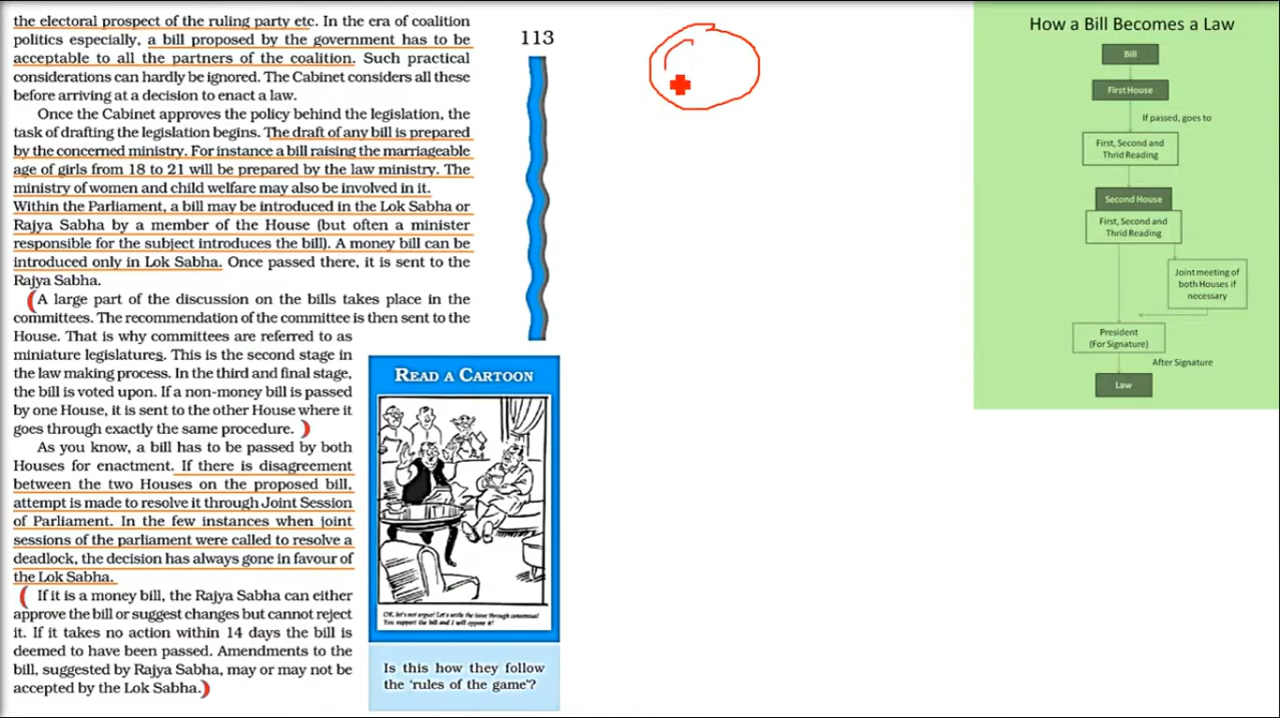 the electoral prospect of the ruling party etc. In the era of coalition
politics especially, a bill proposed by the government has to be
acceptable to all the partners of the coalition. Such practical
considerations can hardly be ignored. The Cabinet considers all these
before arriving at a decision to enact a law.
Once the Cabinet approves the policy behind the legislation, the
task of drafting the legislation begins. The draft of any bill is prepared
by the concerned ministry. For instance a bill raising the marriageable
age of girls from 18 to 21 will be prepared by the law ministry. The
ministry of women and child welfare may also be involved in it.
Within the Parliament, a bill may be introduced in the Lok Sabha or
Rajya Sabha by a member of the House (but often a minister
responsible for the subject introduces the bill). A money bill can be
introduced only in Lok Sabha. Once passed there, it is sent to the
Rajya Sabha.
A large part of the discussion on the bills takes place in the
committees. The recommendation of the committee is then sent to the
House. That is why committees are referred to as
miniature legislatures. This is the second stage in
the law making process. In the third and final stage,
the bill is voted upon. If a non-money bill is passed
by one House, it is sent to the other House where it
goes through exactly the same procedure.
As you know, a bill has to be passed by both
Houses for enactment. If there is disagreement
between the two Houses on the proposed bill,
attempt is made to resolve it through Joint Session
of Parliament. In the few instances when joint
sessions of the parliament were called to resolve a
deadlock, the decision has always gone in favour of
the Lok Sabha.
If it is a money bill, the Rajya Sabha can either
approve the bill or suggest changes but cannot reject
it. If it takes no action within 14 days the bill is
deemed to have been passed. Amendments to the
bill, suggested by Rajya Sabha, may or may not be
accepted by the Lok Sabha.
113
READ A CARTOON
OK, let's not argue! Let's settle the issue through consensus!
You support the bill and I will oppose it!
Is this how they follow
the 'rules of the game'?
How a Bill Becomes a Law
Bill
First House
If passed, goes to
First, Second and
Thrid Reading
Second House
First, Second and
Thrid Reading
Joint meeting of
both Houses if
necessary
President
(For Signature)
After Signature
Law